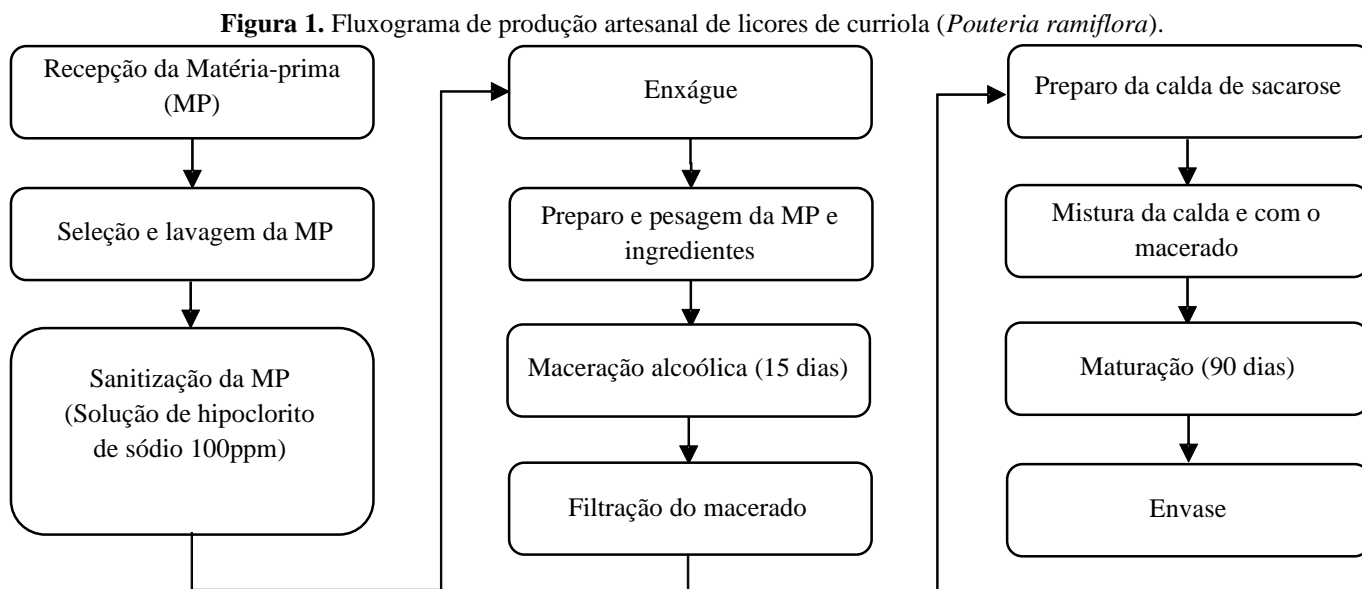 Figura 1. Fluxograma de produção artesanal de licores de curriola (Pouteria ramiflora).
Recepção da Matéria-prima
(MP)
Seleção e lavagem da MP
Sanitização da MP
(Solução de hipoclorito
de sódio 100ppm)
Enxágue
Preparo e pesagem da MP e
ingredientes
Maceração alcoólica (15 dias)
Filtração do macerado
Preparo da calda de sacarose
Mistura da calda e com o
macerado
Maturação (90 dias)
Envase